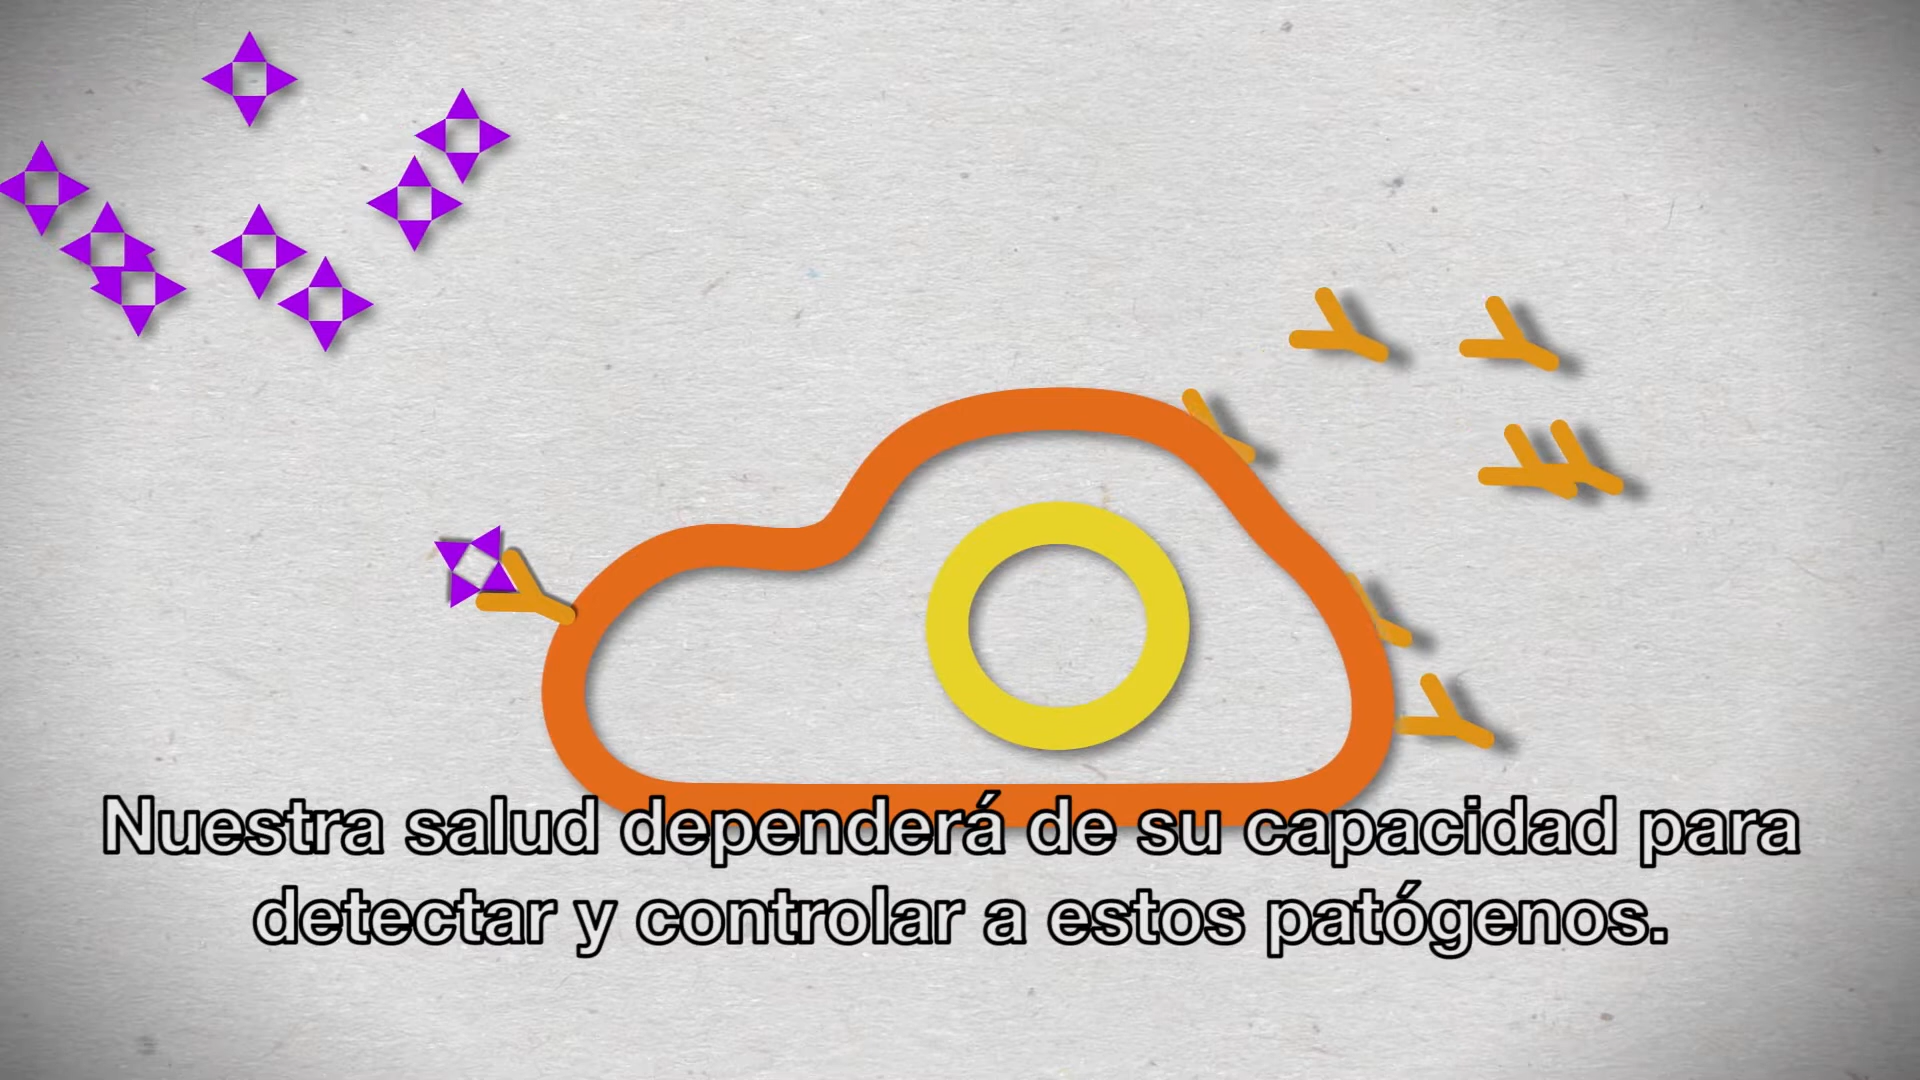 Nuestra salud dependerá de su capacidad para
detectar y controlar a estos patógenos.